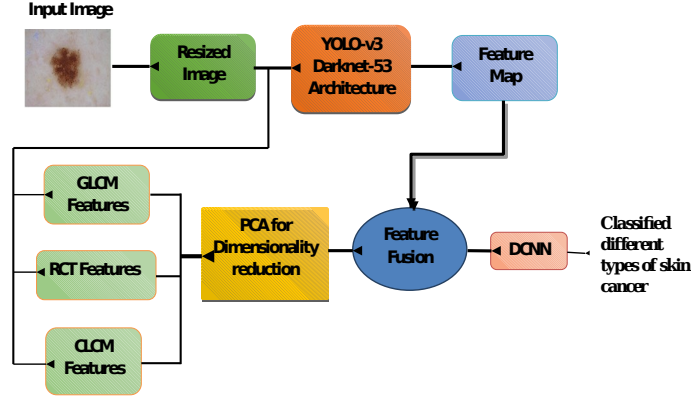 Input Image
Resized
Image
YOLO-v3
Darknet-53
Architecture
Feature
Map
GLCM
Features
RCT Features
CLCM
Features
PCA for
Dimensionality
reduction
Feature
Fusion
DCNN
Classified
different
types of skin
cancer